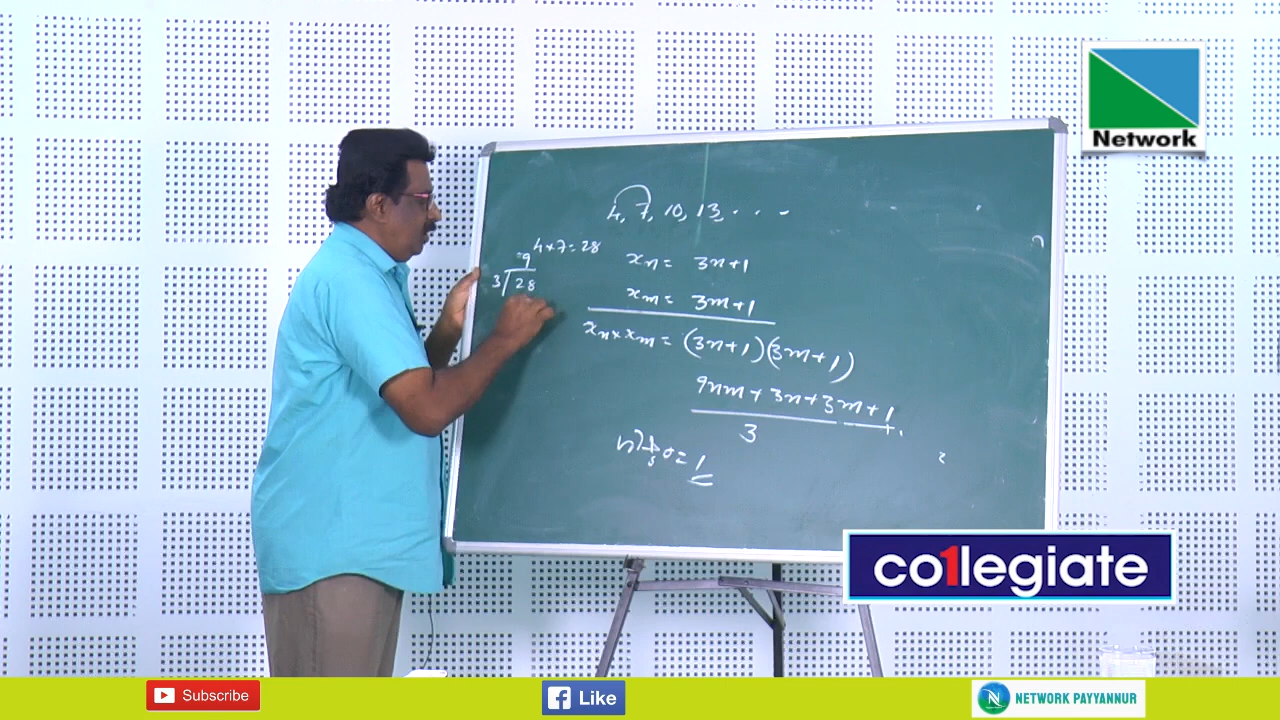 Network
4, 7, 10, 13, . . . -
4×7=28
9
3 28
xn = 3n+1
xm = 3m+1
xn × xm = (3n+1)(3m+1)
9nm + 3n + 3m + 1
3
= 1
co1legiate
Subscribe
Like
NETWORK PAYYANNUR